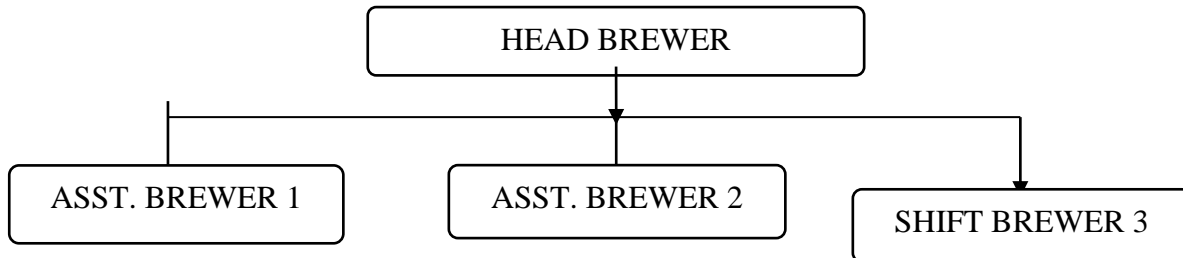 HEAD BREWER
ASST. BREWER 1
ASST. BREWER 2
SHIFT BREWER 3